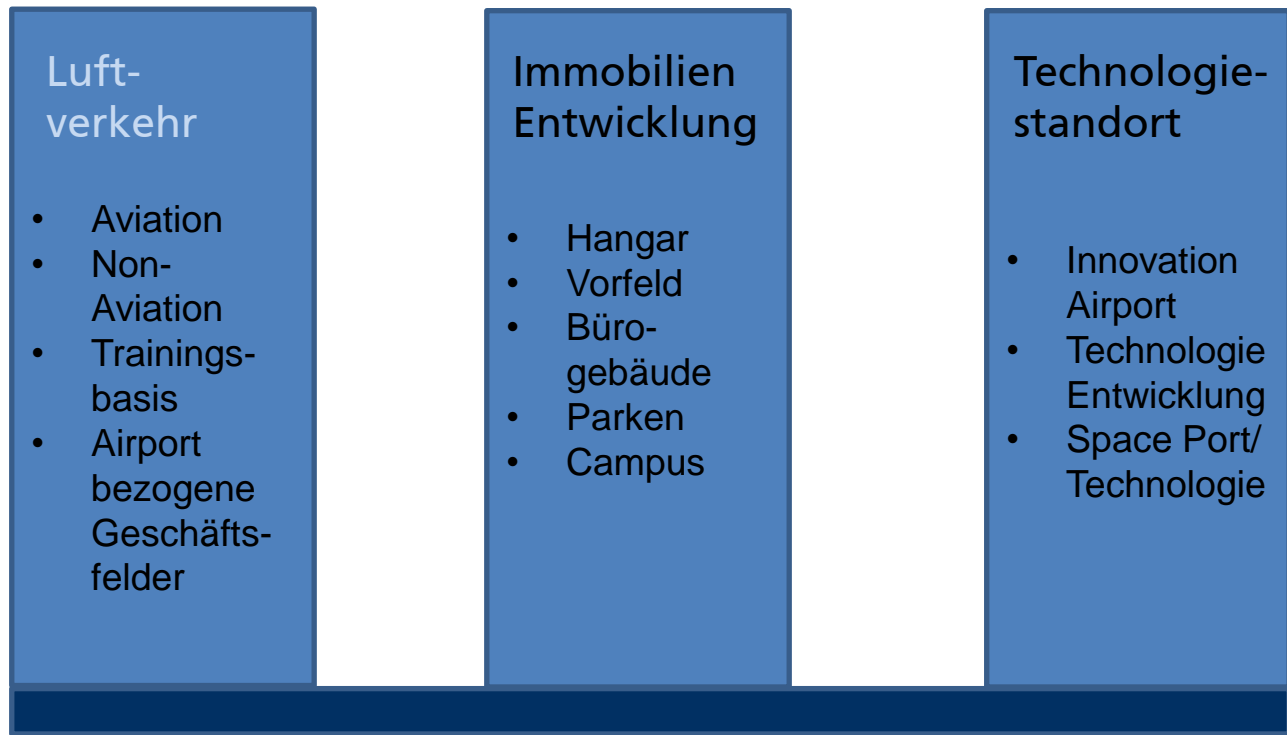 Luft-
verkehr
• Aviation
• Non-
Aviation
• Trainings-
basis
• Airport
bezogene
Geschäfts-
felder
Immobilien
Entwicklung
• Hangar
• Vorfeld
• Büro-
gebäude
• Parken
• Campus
Technologie-
standort
• Innovation
Airport
• Technologie
Entwicklung
• Space Port/
Technologie